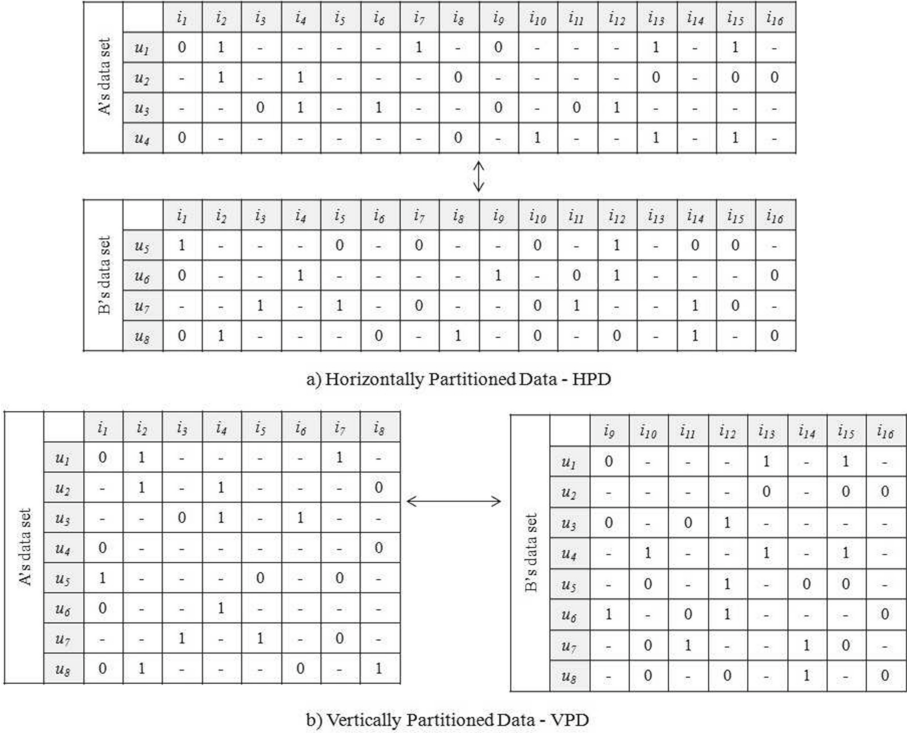 A's data set
i1 i2 i3 i4 i5 i6 i7 i8 i9 i10 i11 i12 i13 i14 i15 i16
u1 0 1 - - - - 1 - 0 - - - 1 - 1 -
u2 - 1 - 1 - - - 0 - - - - 0 - 0 0
u3 - - 0 1 - 1 - - 0 - 0 1 - - - -
u4 0 - - - - - - 0 - 1 - - 1 - 1 -
B's data set
i1 i2 i3 i4 i5 i6 i7 i8 i9 i10 i11 i12 i13 i14 i15 i16
u5 1 - - - 0 - 0 - - 0 - 1 - 0 0 -
u6 0 - - 1 - - - - 1 - 0 1 - - - 0
u7 - - 1 - 1 - 0 - - 0 1 - - 1 0 -
u8 0 1 - - - 0 - 1 - 0 - 0 - 1 - 0
a) Horizontally Partitioned Data - HPD
A's data set
i1 i2 i3 i4 i5 i6 i7 i8
u1 0 1 - - - - 1 -
u2 - 1 - 1 - - - 0
u3 - - 0 1 - 1 - -
u4 0 - - - - - - 0
u5 1 - - - 0 - 0 -
u6 0 - - 1 - - - -
u7 - - 1 - 1 - 0 -
u8 0 1 - - - 0 - 1
B's data set
i9 i10 i11 i12 i13 i14 i15 i16
u1 0 - - - 1 - 1 -
u2 - - - - 0 - 0 0
u3 0 - 0 1 - - - -
u4 - 1 - - 1 - 1 -
u5 - 0 - 1 - 0 0 -
u6 1 - 0 1 - - - 0
u7 - 0 1 - - 1 0 -
u8 - 0 - 0 - 1 - 0
b) Vertically Partitioned Data - VPD